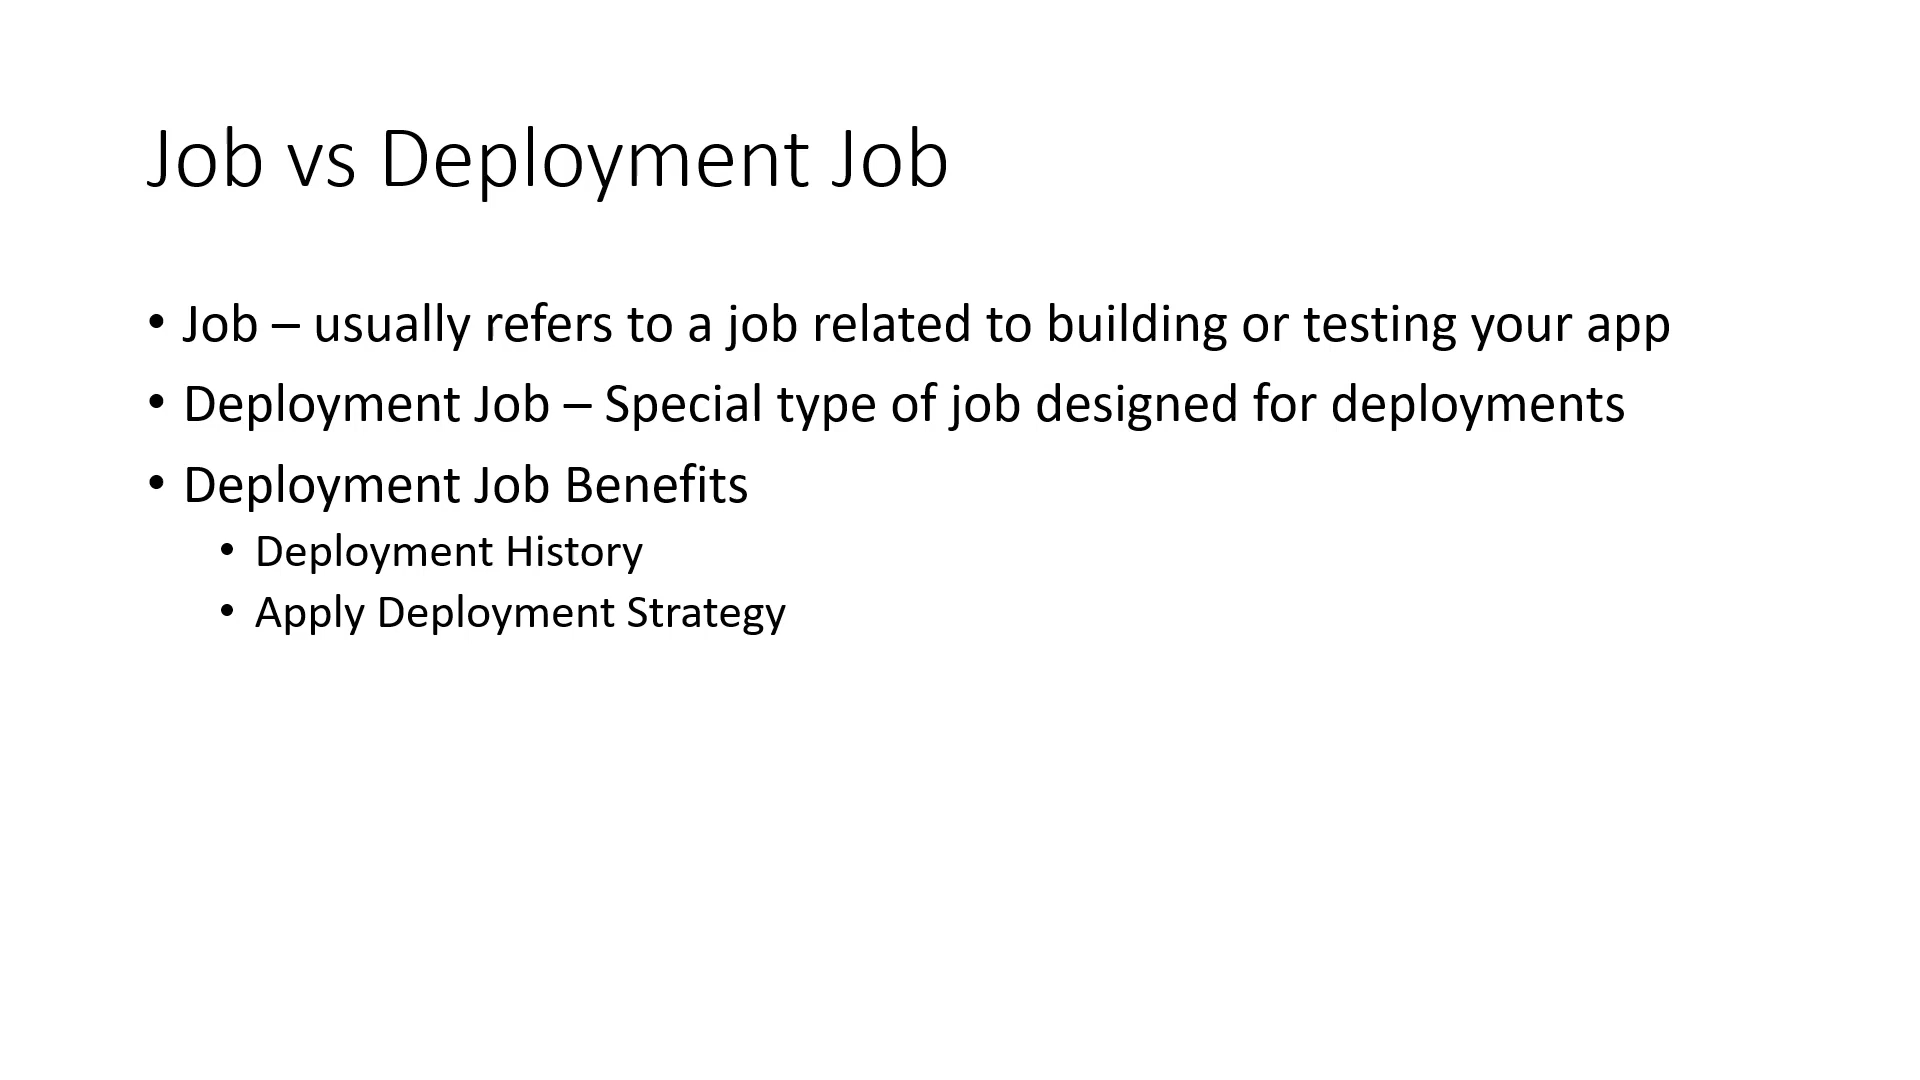 Job vs Deployment Job
• Job – usually refers to a job related to building or testing your app
• Deployment Job – Special type of job designed for deployments
• Deployment Job Benefits
• Deployment History
• Apply Deployment Strategy